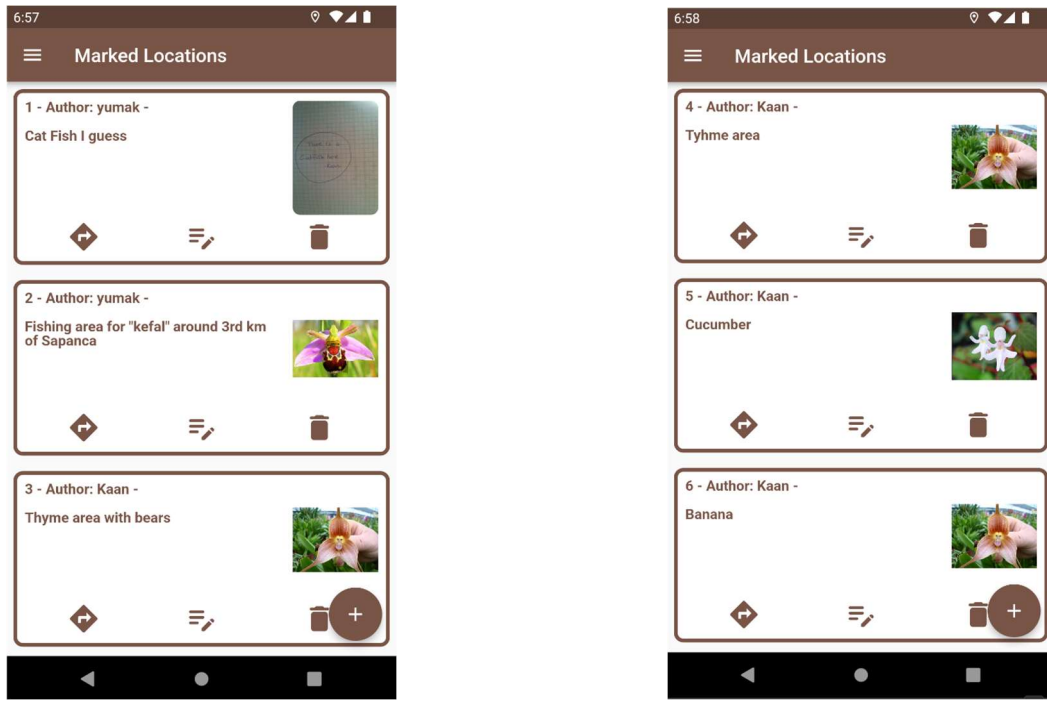 6:57
Marked Locations
1 - Author: yumak -
Cat Fish I guess
2 - Author: yumak -
Fishing area for "kefal" around 3rd km
of Sapanca
3 - Author: Kaan -
Thyme area with bears
+
6:58
Marked Locations
4 - Author: Kaan -
Tyhme area
5 - Author: Kaan -
Cucumber
6 - Author: Kaan -
Banana
+